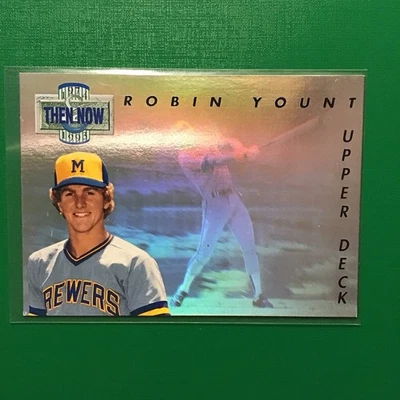 THEN NOW
ROBIN YOUNT
UPPER DECK
M
BREWERS